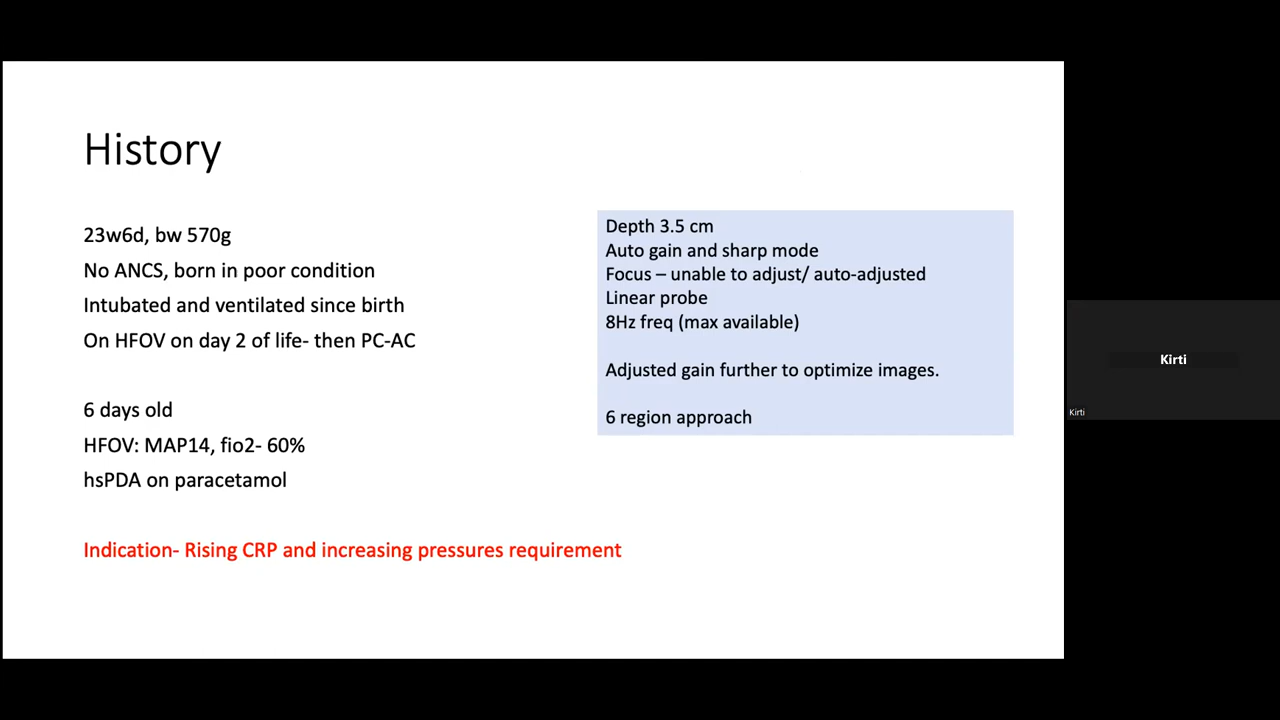 History
23w6d, bw 570g
No ANCS, born in poor condition
Intubated and ventilated since birth
On HFOV on day 2 of life- then PC-AC
6 days old
HFOV: MAP14, fio2- 60%
hsPDA on paracetamol
Indication- Rising CRP and increasing pressures requirement
Depth 3.5 cm
Auto gain and sharp mode
Focus – unable to adjust/ auto-adjusted
Linear probe
8Hz freq (max available)
Adjusted gain further to optimize images.
6 region approach
Kirti
Kirti